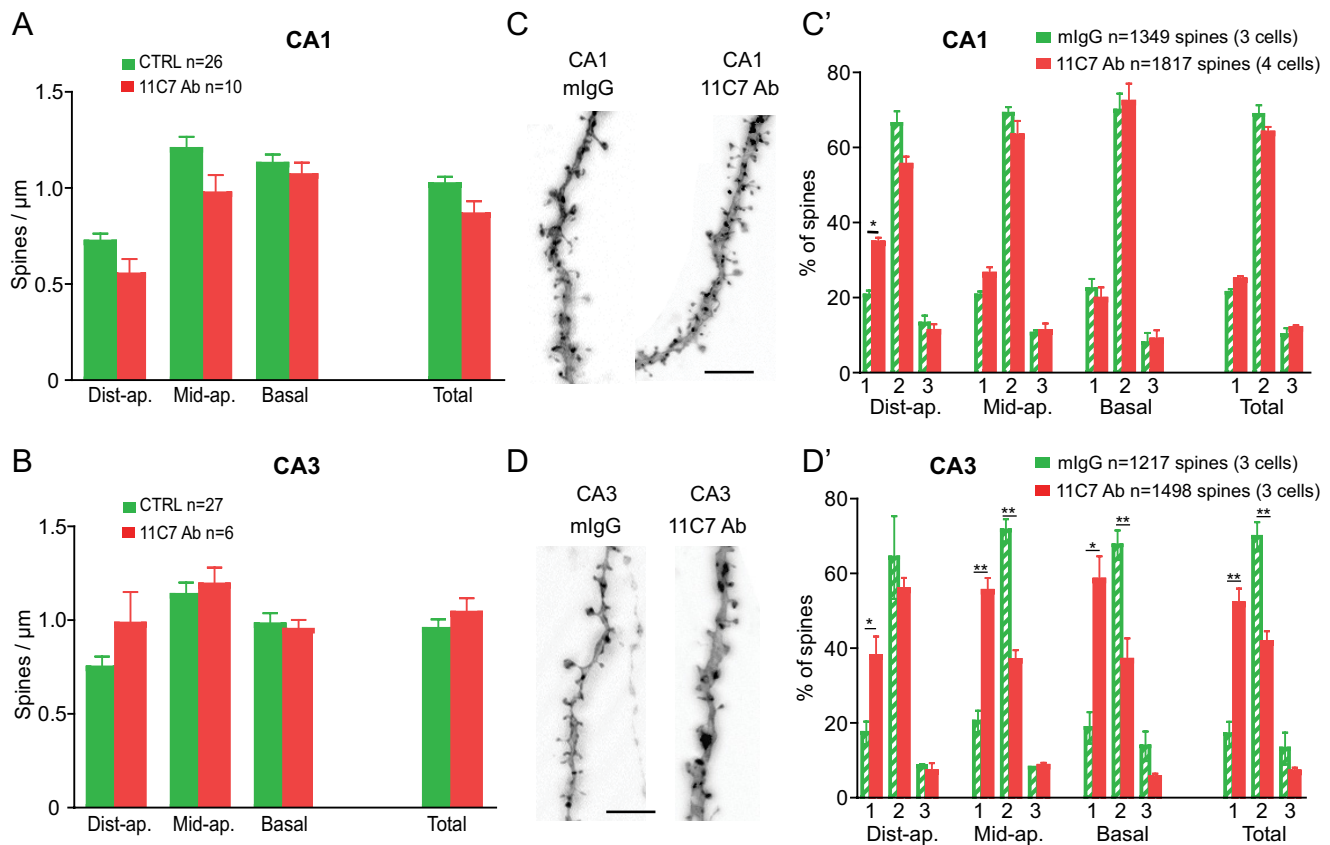 A
CA1
CTRL n=26
11C7 Ab n=10
1.5
1.0
0.5
0
Spines / µm
Dist-ap.
Mid-ap.
Basal
Total
C
CA1
mIgG
CA1
11C7 Ab
C'
CA1
mIgG n=1349 spines (3 cells)
11C7 Ab n=1817 spines (4 cells)
80
60
40
20
0
% of spines
*
1 2 3 1 2 3 1 2 3 1 2 3
Dist-ap. Mid-ap. Basal Total
B
CA3
CTRL n=27
11C7 Ab n=6
1.5
1.0
0.5
0
Spines / µm
Dist-ap. Mid-ap. Basal Total
D
CA3
mIgG
CA3
11C7 Ab
D'
CA3
mIgG n=1217 spines (3 cells)
11C7 Ab n=1498 spines (3 cells)
80
60
40
20
0
% of spines
* ** ** * ** ** **
1 2 3 1 2 3 1 2 3 1 2 3
Dist-ap. Mid-ap. Basal Total